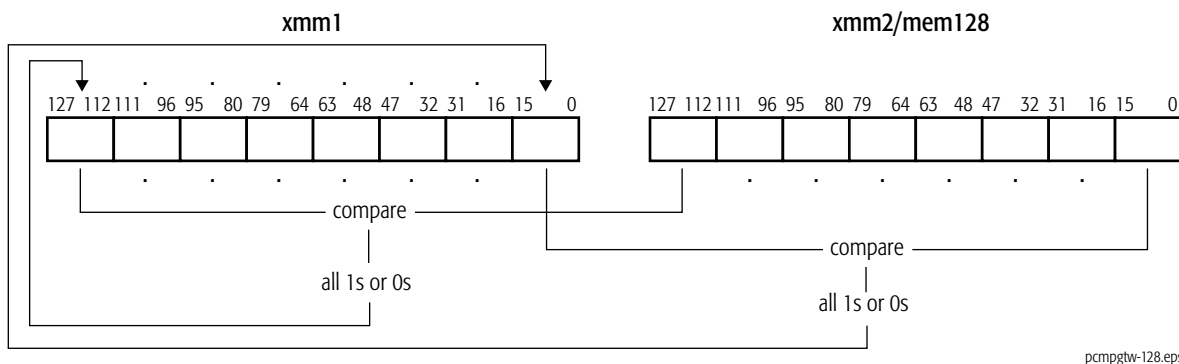 xmm1 xmm2/mem128
. . . . . .
127 112 111 96 95 80 79 64 63 48 47 32 31 16 15 0 127 112 111 96 95 80 79 64 63 48 47 32 31 16 15 0
. . . . . . . . . . . .
compare
compare
all 1s or 0s
all 1s or 0s
pcmpgtw-128.eps